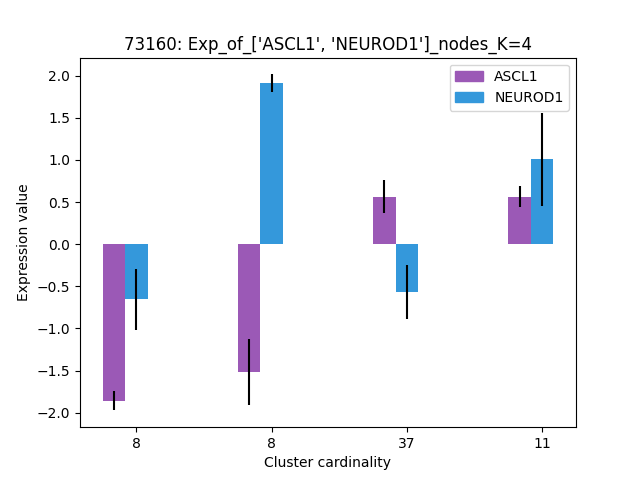 73160: Exp_of_['ASCL1', 'NEUROD1']_nodes_K=4
ASCL1
NEUROD1
Expression value
2.0
1.5
1.0
0.5
0.0
−0.5
−1.0
−1.5
−2.0
8 8 37 11
Cluster cardinality